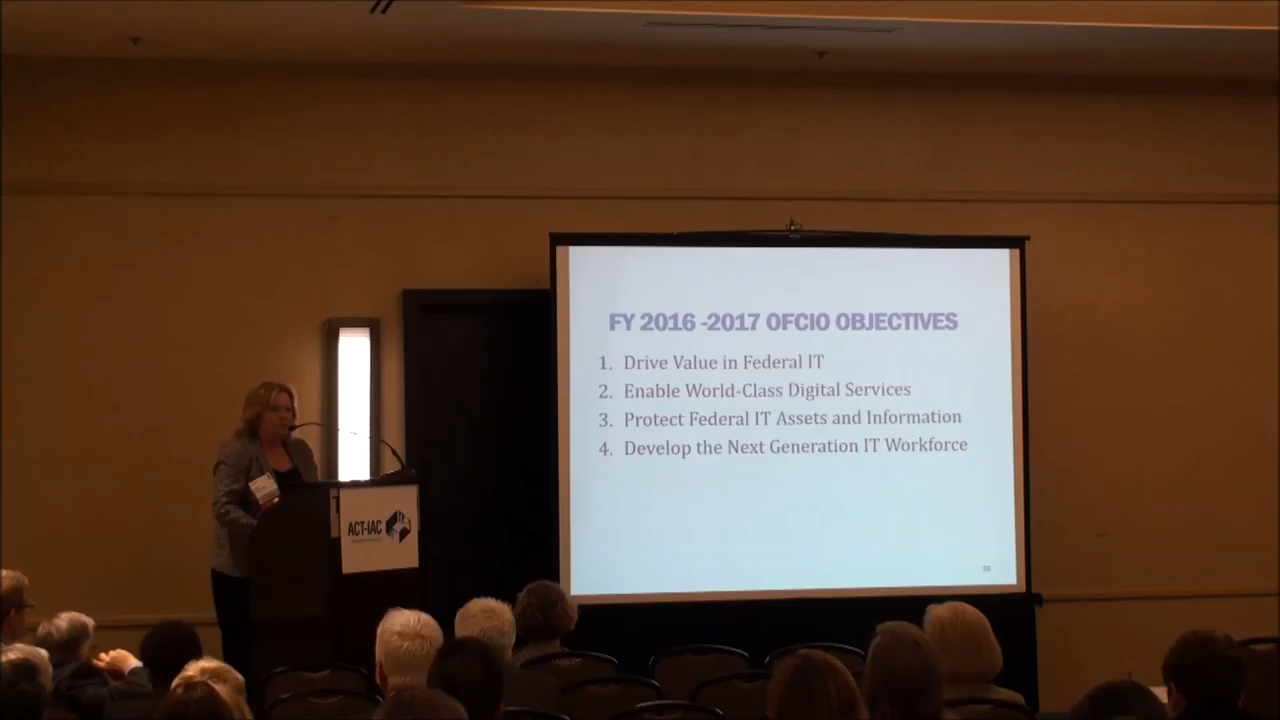 FY 2016 -2017 OFCIO OBJECTIVES
1. Drive Value in Federal IT
2. Enable World-Class Digital Services
3. Protect Federal IT Assets and Information
4. Develop the Next Generation IT Workforce
ACT-IAC